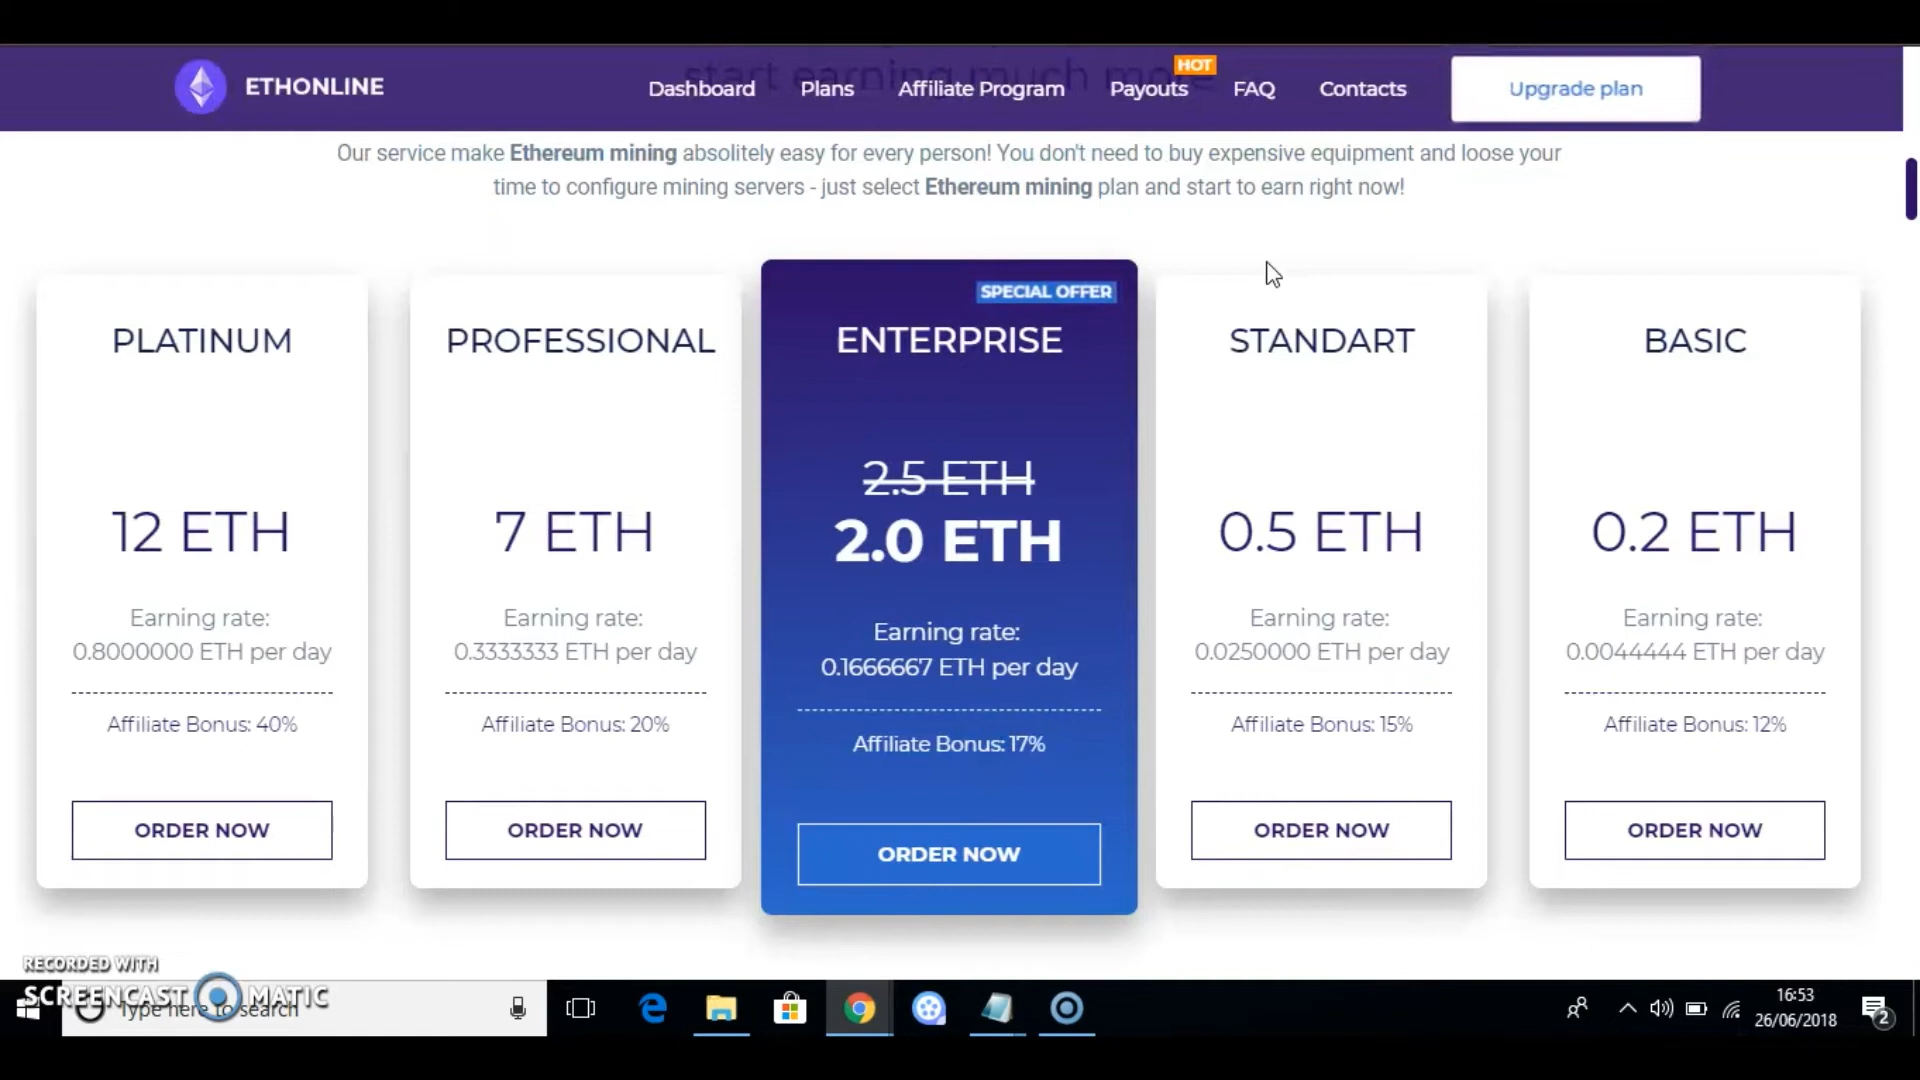 ETHONLINE
Dashboard
Plans
Affiliate Program
Payouts
HOT
FAQ
Contacts
Upgrade plan
start earning much more
Our service make Ethereum mining absolitely easy for every person! You don't need to buy expensive equipment and loose your
time to configure mining servers - just select Ethereum mining plan and start to earn right now!
PLATINUM
12 ETH
Earning rate:
0.8000000 ETH per day
Affiliate Bonus: 40%
ORDER NOW
PROFESSIONAL
7 ETH
Earning rate:
0.3333333 ETH per day
Affiliate Bonus: 20%
ORDER NOW
SPECIAL OFFER
ENTERPRISE
2.5 ETH
2.0 ETH
Earning rate:
0.1666667 ETH per day
Affiliate Bonus: 17%
ORDER NOW
STANDART
0.5 ETH
Earning rate:
0.0250000 ETH per day
Affiliate Bonus: 15%
ORDER NOW
BASIC
0.2 ETH
Earning rate:
0.0044444 ETH per day
Affiliate Bonus: 12%
ORDER NOW
RECORDED WITH
SCREENCAST MATIC
Type here to search
16:53
26/06/2018
2